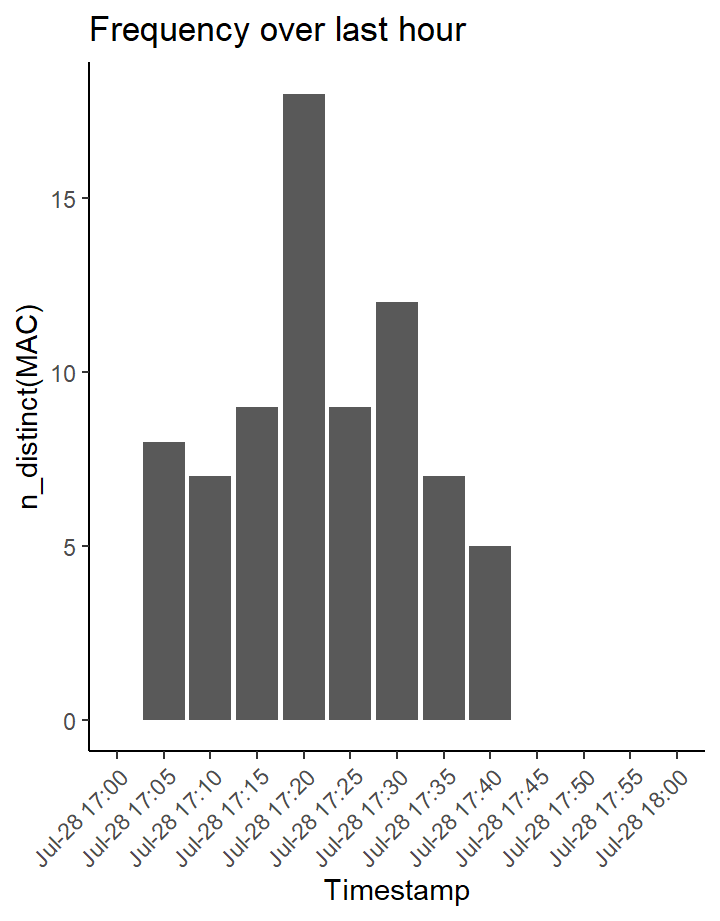 Frequency over last hour
n_distinct(MAC)
15
10
5
0
Jul-28 17:00
Jul-28 17:05
Jul-28 17:10
Jul-28 17:15
Jul-28 17:20
Jul-28 17:25
Jul-28 17:30
Jul-28 17:35
Jul-28 17:40
Jul-28 17:45
Jul-28 17:50
Jul-28 17:55
Jul-28 18:00
Timestamp